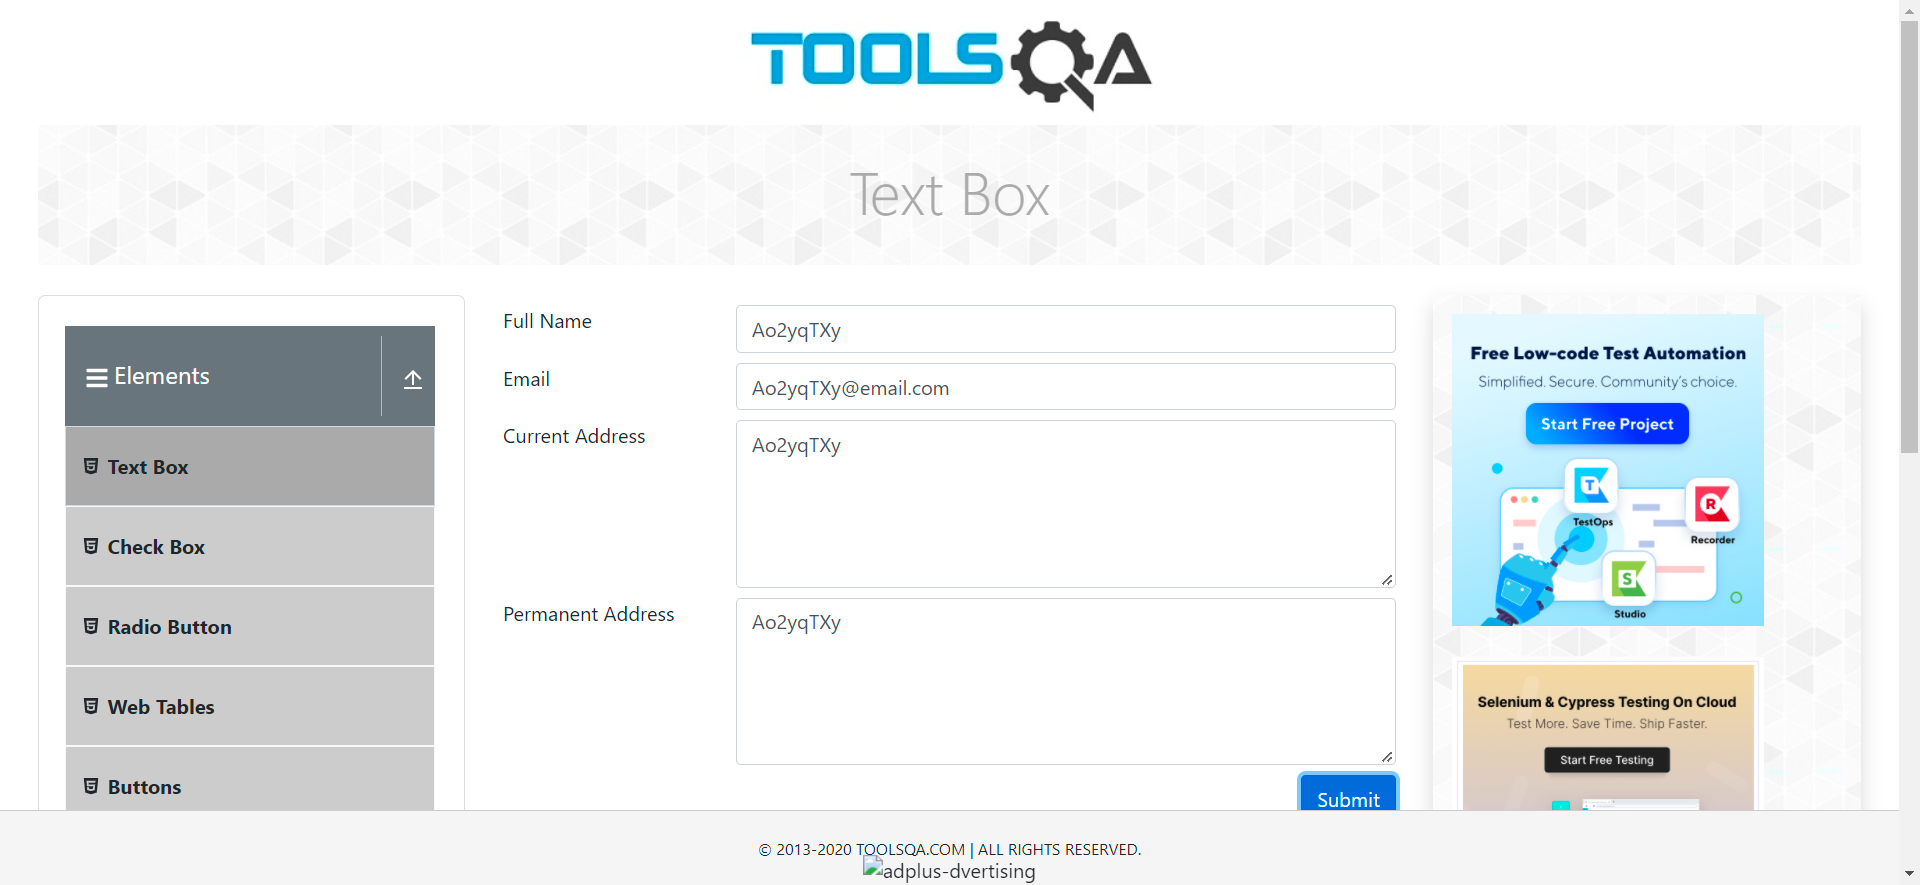 TOOLSQA
Text Box
Elements
Text Box
Check Box
Radio Button
Web Tables
Buttons
Full Name
Ao2yqTXy
Email
Ao2yqTXy@email.com
Current Address
Ao2yqTXy
Permanent Address
Ao2yqTXy
Submit
Free Low-code Test Automation
Simplified. Secure. Community's choice.
Start Free Project
TestOps
Recorder
Studio
Selenium & Cypress Testing On Cloud
Test More. Save Time. Ship Faster.
Start Free Testing
© 2013-2020 TOOLSQA.COM | ALL RIGHTS RESERVED.
adplus-dvertising